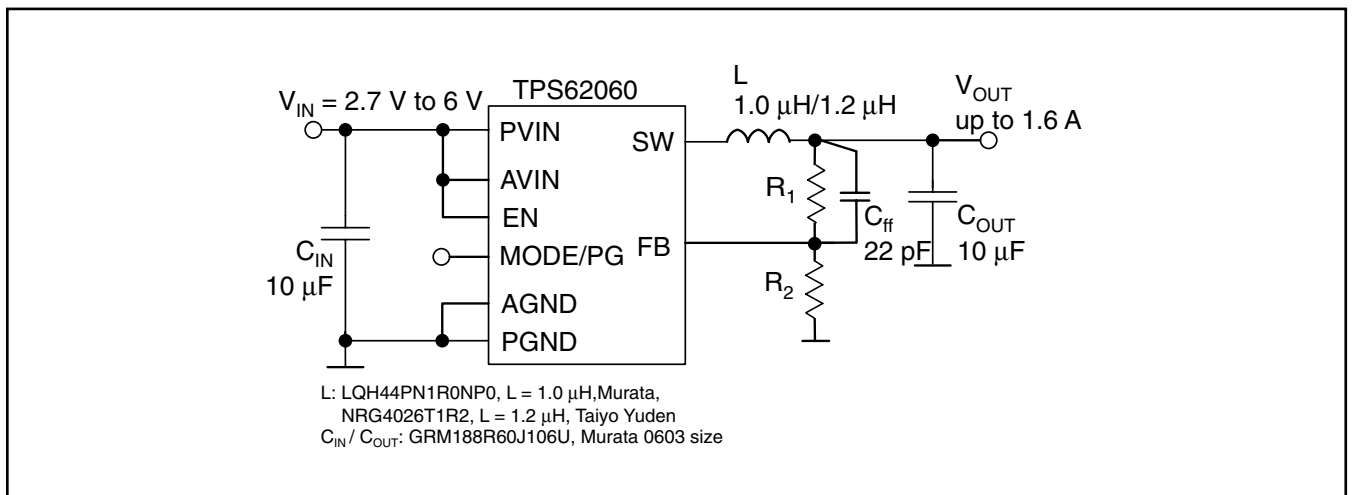 V_IN = 2.7 V to 6 V
TPS62060
L
1.0 μH/1.2 μH
V_OUT
up to 1.6 A
PVIN
SW
AVIN
EN
MODE/PG
FB
AGND
PGND
C_IN
10 μF
R_1
C_ff
22 pF
C_OUT
10 μF
R_2
L: LQH44PN1R0NP0, L = 1.0 μH,Murata,
NRG4026T1R2, L = 1.2 μH, Taiyo Yuden
C_IN / C_OUT: GRM188R60J106U, Murata 0603 size